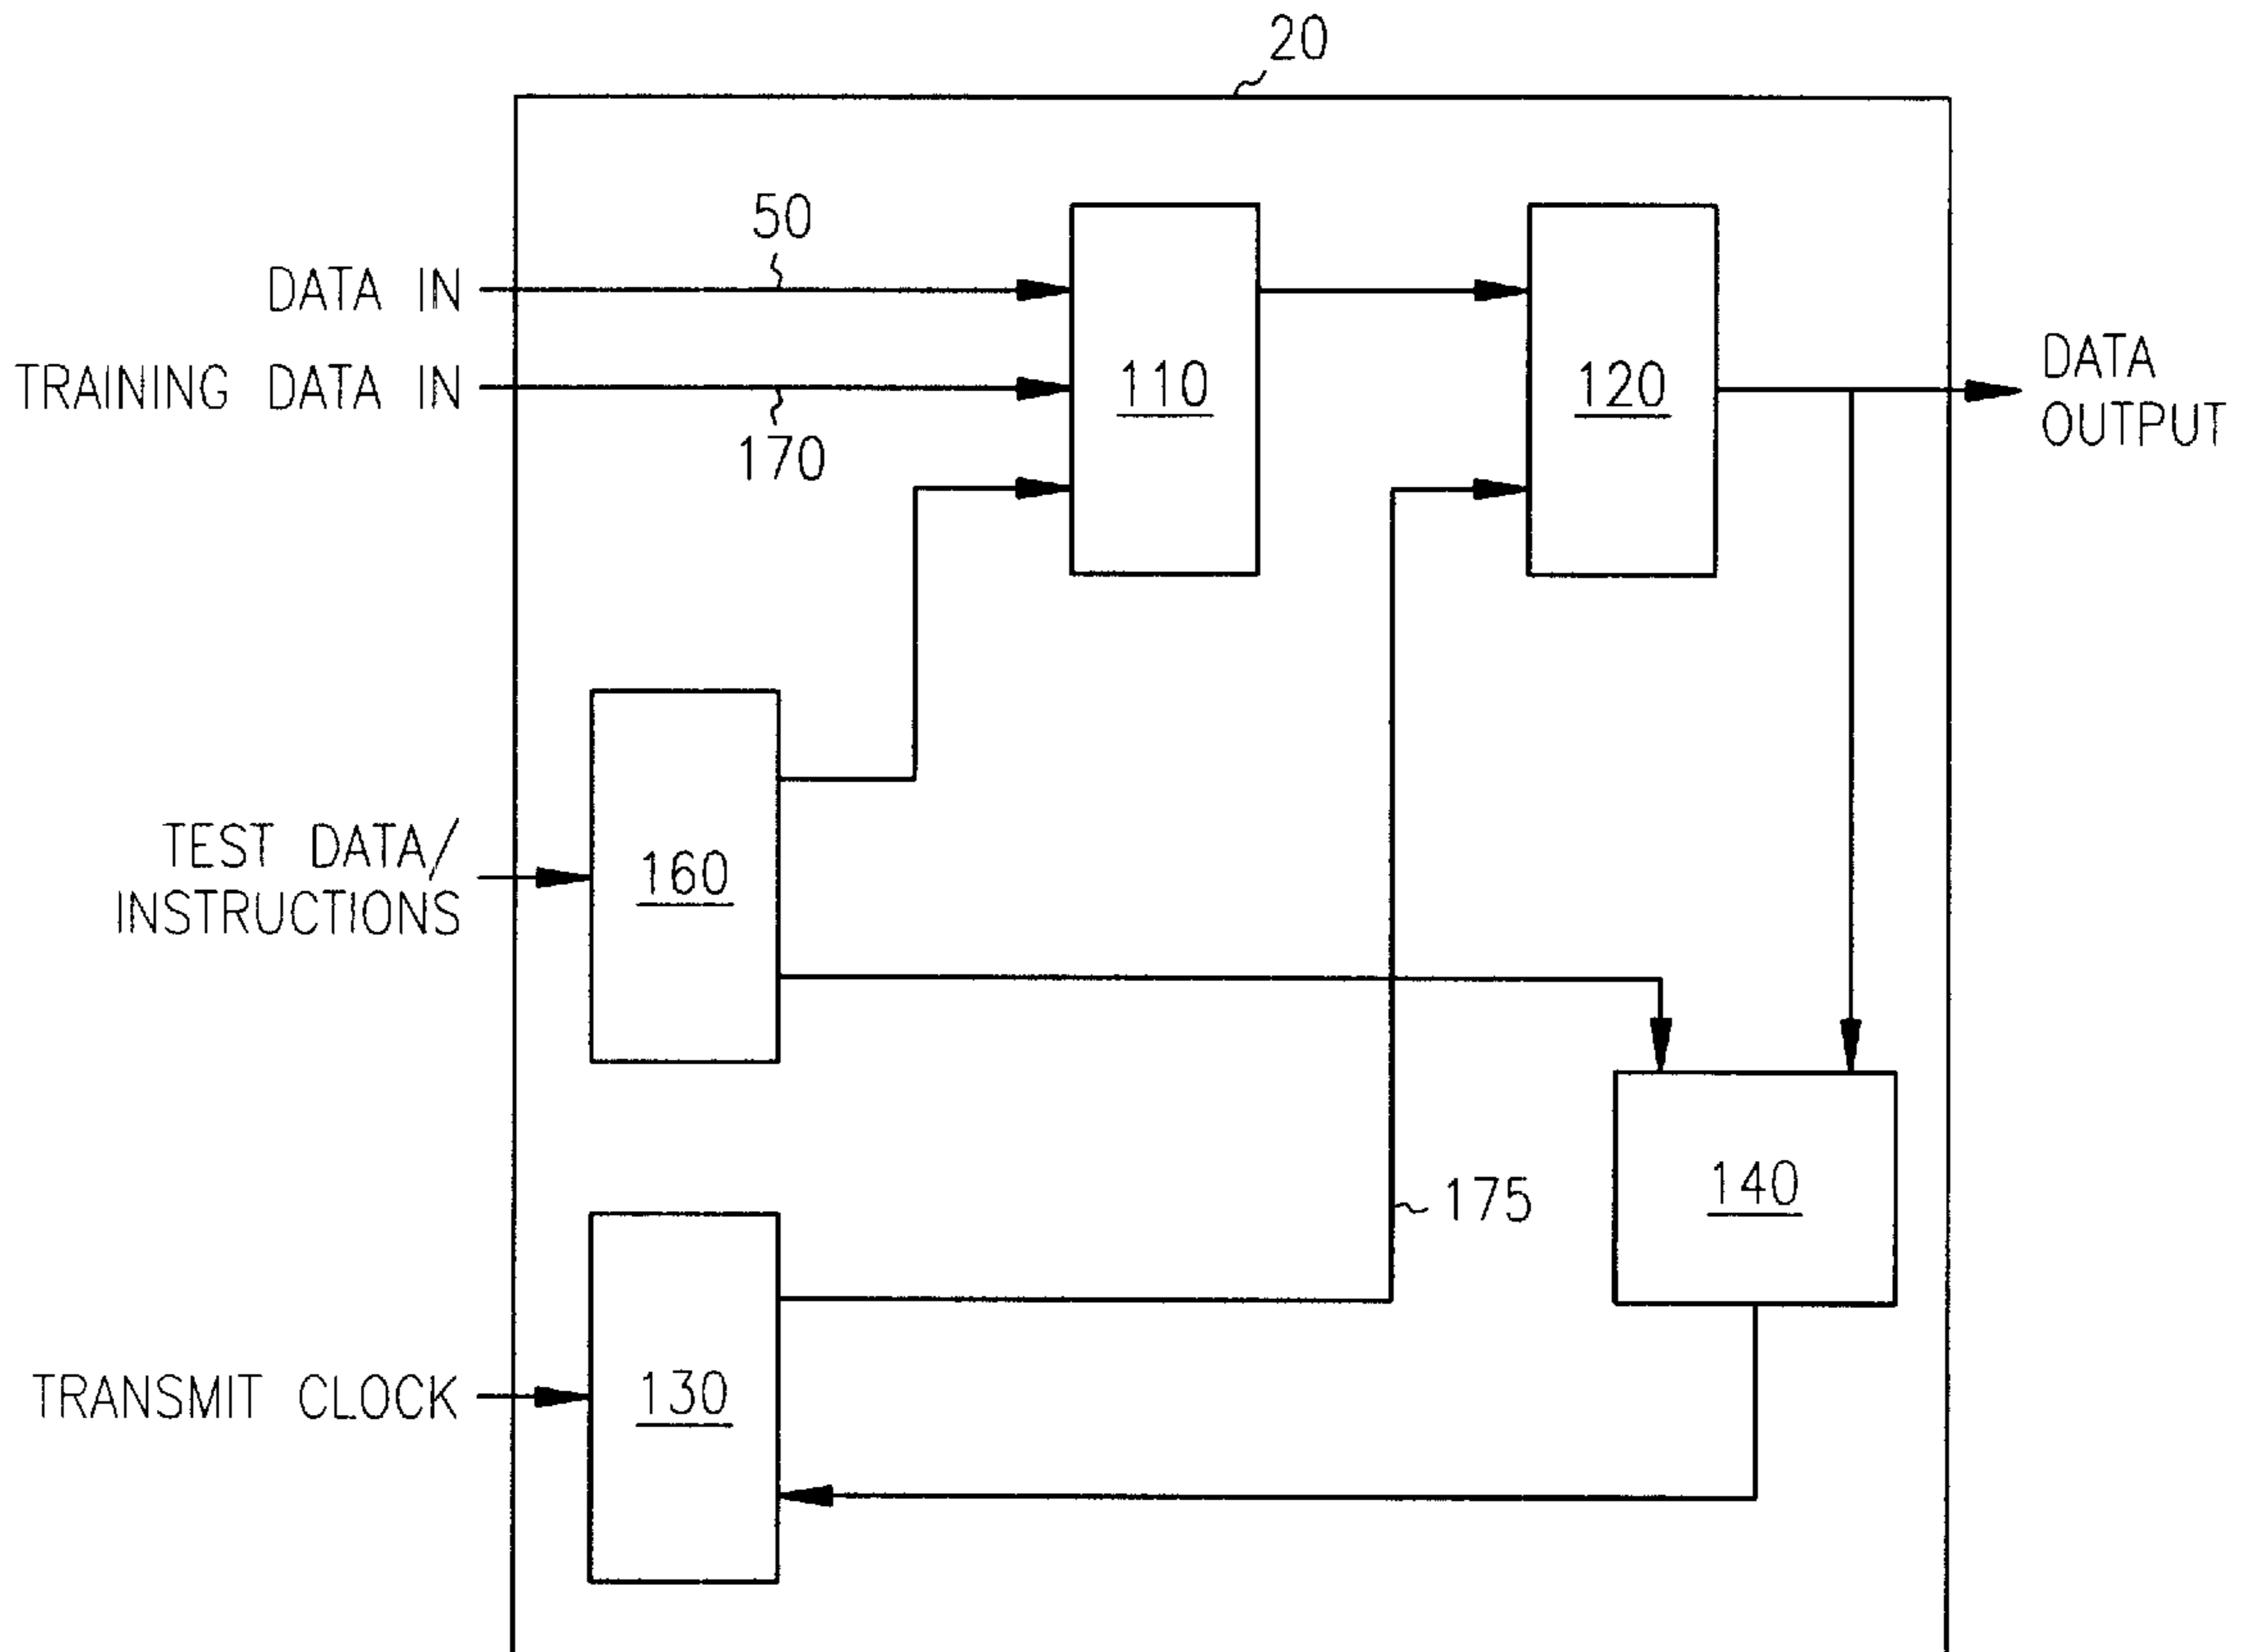 20
50
DATA IN
TRAINING DATA IN
170
110
120
DATA
OUTPUT
TEST DATA/
INSTRUCTIONS
160
140
175
TRANSMIT CLOCK
130